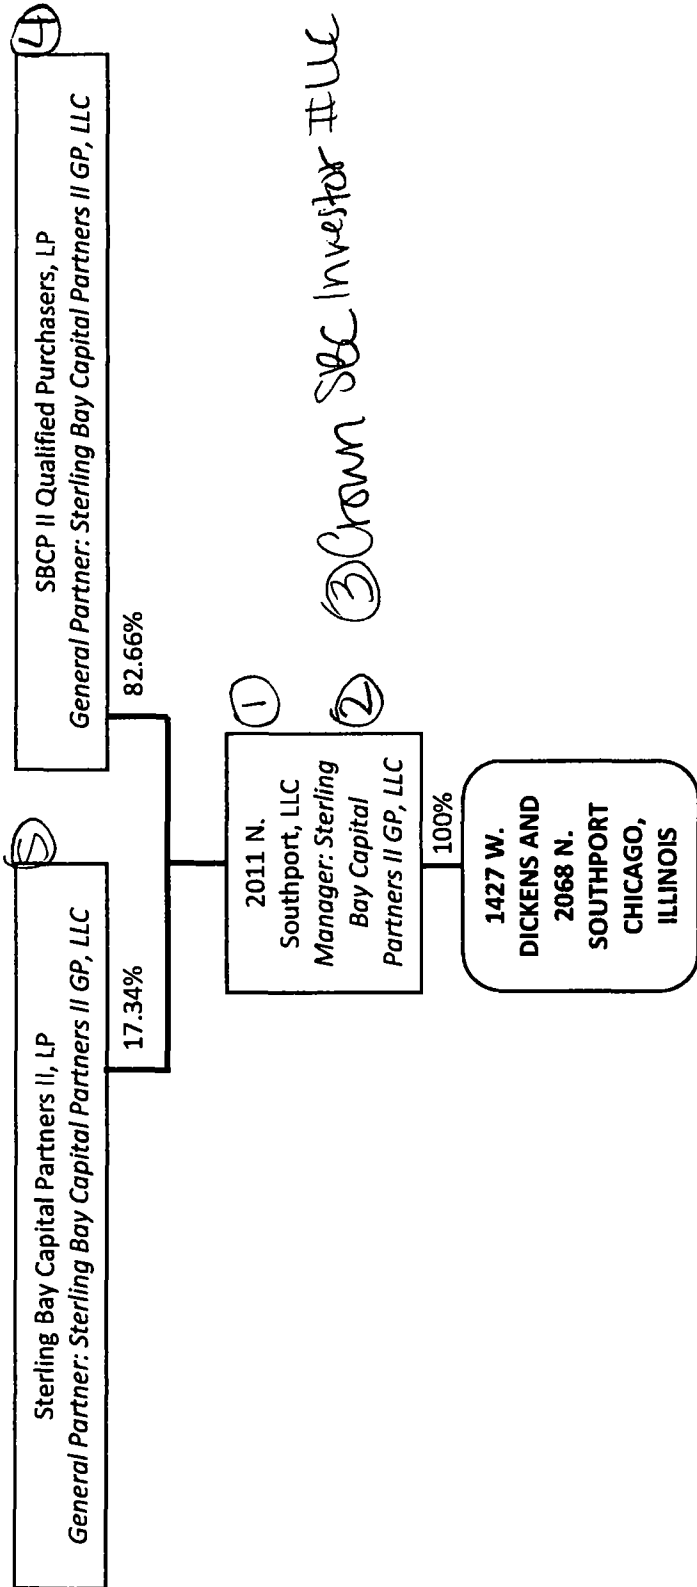 ⑤
Sterling Bay Capital Partners II, LP
General Partner: Sterling Bay Capital Partners II GP, LLC
④
SBCP II Qualified Purchasers, LP
General Partner: Sterling Bay Capital Partners II GP, LLC
17.34%
82.66%
①
2011 N.
Southport, LLC
Manager: Sterling
Bay Capital
Partners II GP, LLC
②
③ Crown SBC Investor II LLC
100%
1427 W.
DICKENS AND
2068 N.
SOUTHPORT
CHICAGO,
ILLINOIS